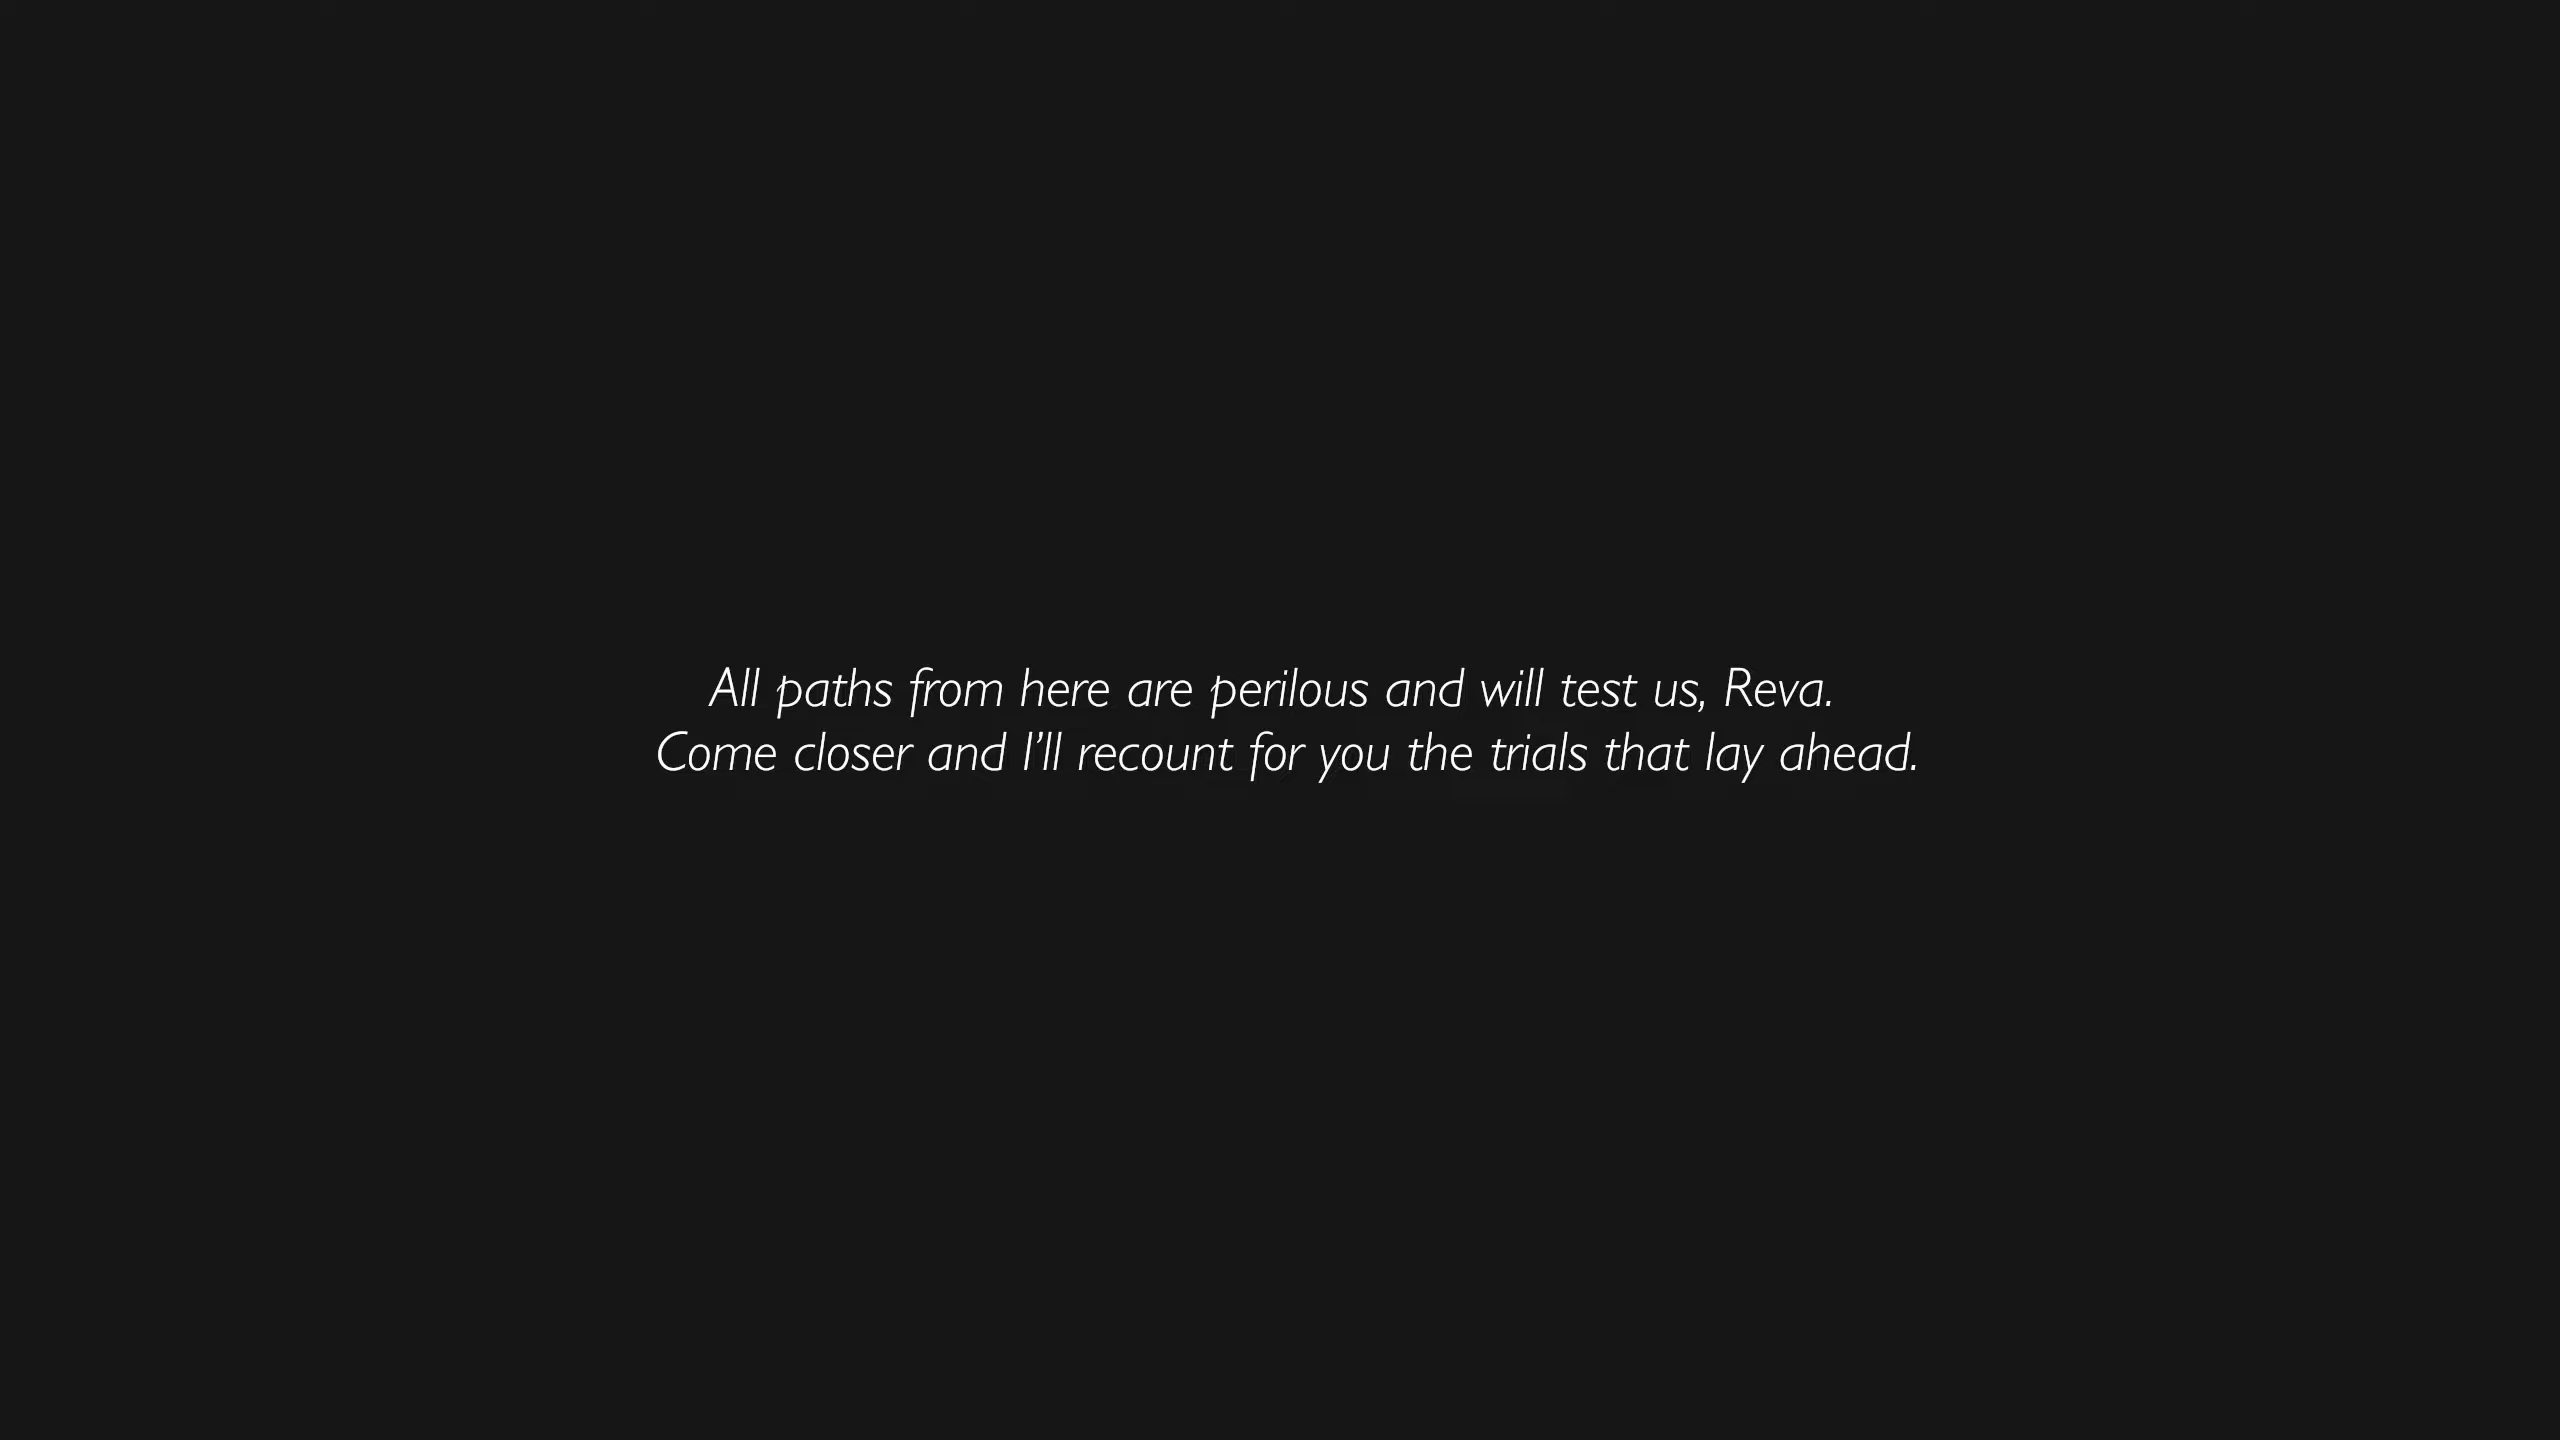 All paths from here are perilous and will test us, Reva.
Come closer and I’ll recount for you the trials that lay ahead.